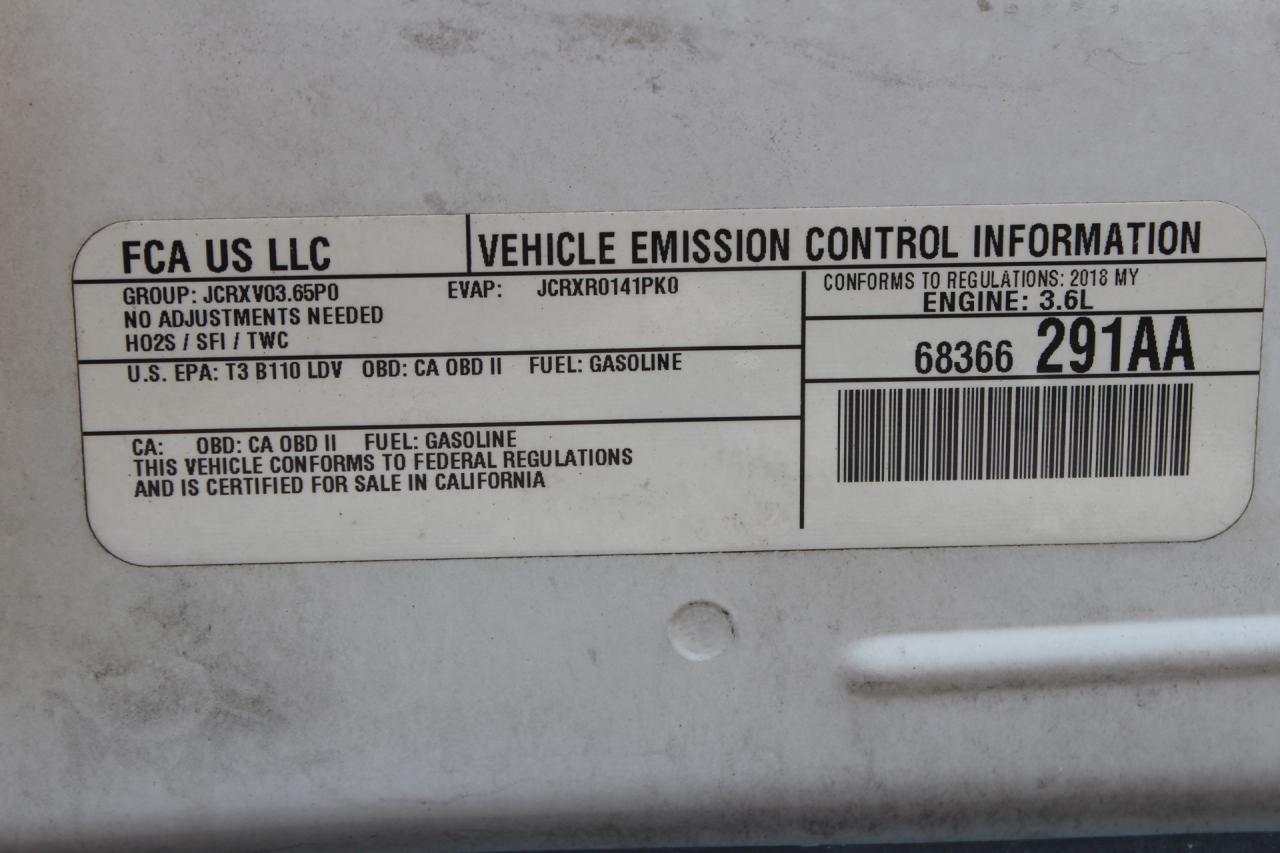 FCA US LLC
VEHICLE EMISSION CONTROL INFORMATION
GROUP: JCRXV03.65P0 EVAP: JCRXR0141PK0
NO ADJUSTMENTS NEEDED
HO2S / SFI / TWC
CONFORMS TO REGULATIONS: 2018 MY
ENGINE: 3.6L
68366 291AA
U.S. EPA: T3 B110 LDV OBD: CA OBD II FUEL: GASOLINE
CA: OBD: CA OBD II FUEL: GASOLINE
THIS VEHICLE CONFORMS TO FEDERAL REGULATIONS
AND IS CERTIFIED FOR SALE IN CALIFORNIA